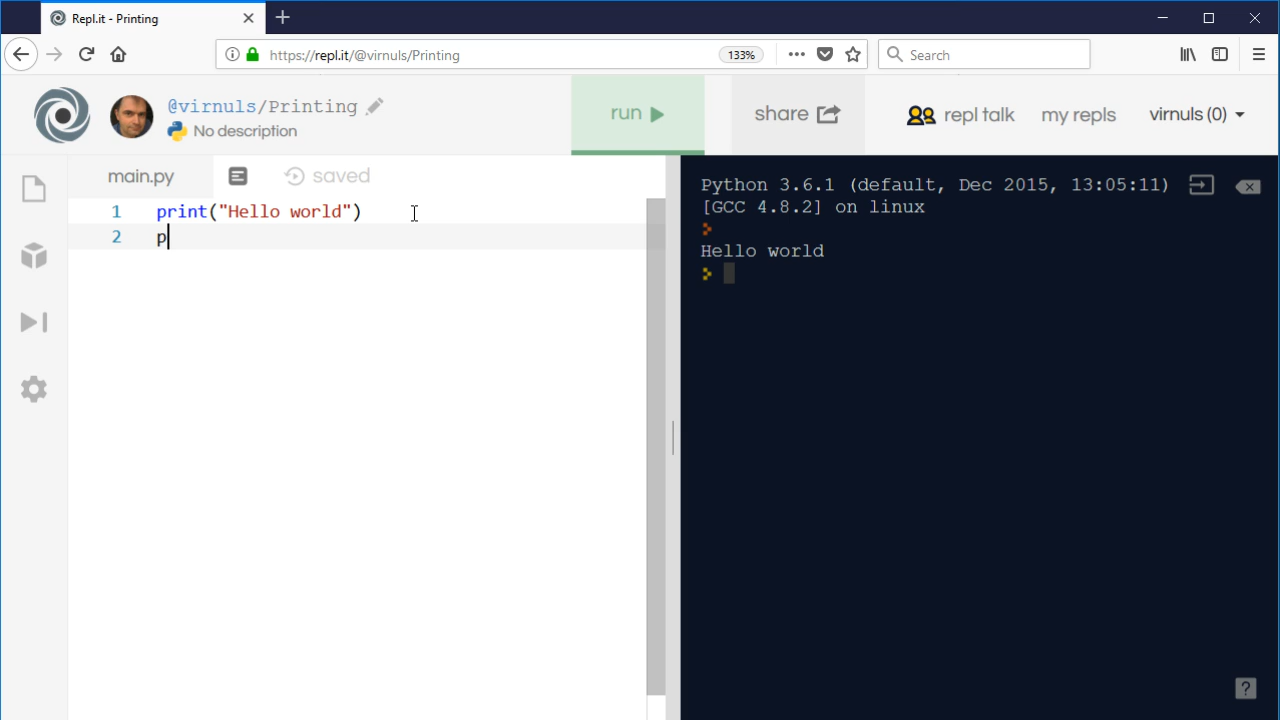 Repl.it - Printing
https://repl.it/@virnuls/Printing
133%
Search
@virnuls/Printing
No description
run
share
repl talk
my repls
virnuls (0)
main.py
saved
1 print("Hello world")
2 p
Python 3.6.1 (default, Dec 2015, 13:05:11)
[GCC 4.8.2] on linux
Hello world
?